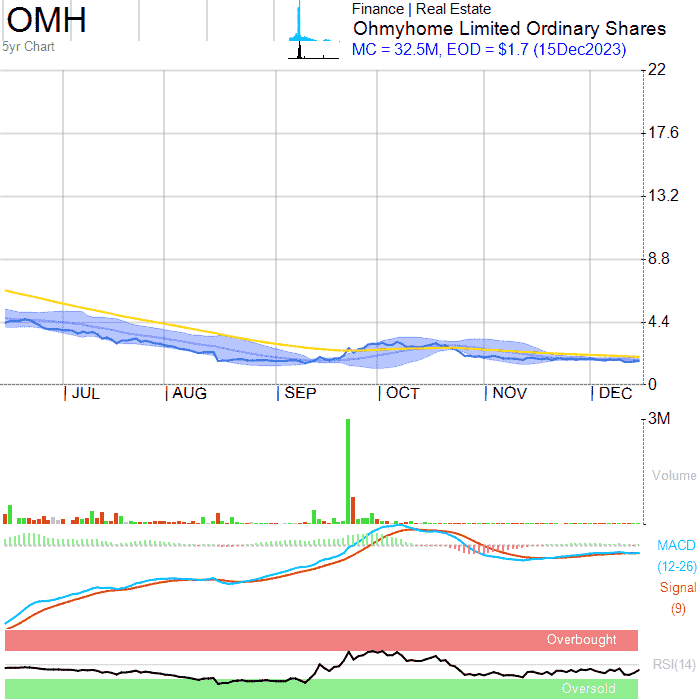 OMH
5yr Chart
Finance | Real Estate
Ohmyhome Limited Ordinary Shares
MC = 32.5M, EOD = $1.7 (15Dec2023)
22
17.6
13.2
8.8
4.4
0
JUL AUG SEP OCT NOV DEC
3M
Volume
MACD
(12-26)
Signal
(9)
Overbought
RSI(14)
Oversold